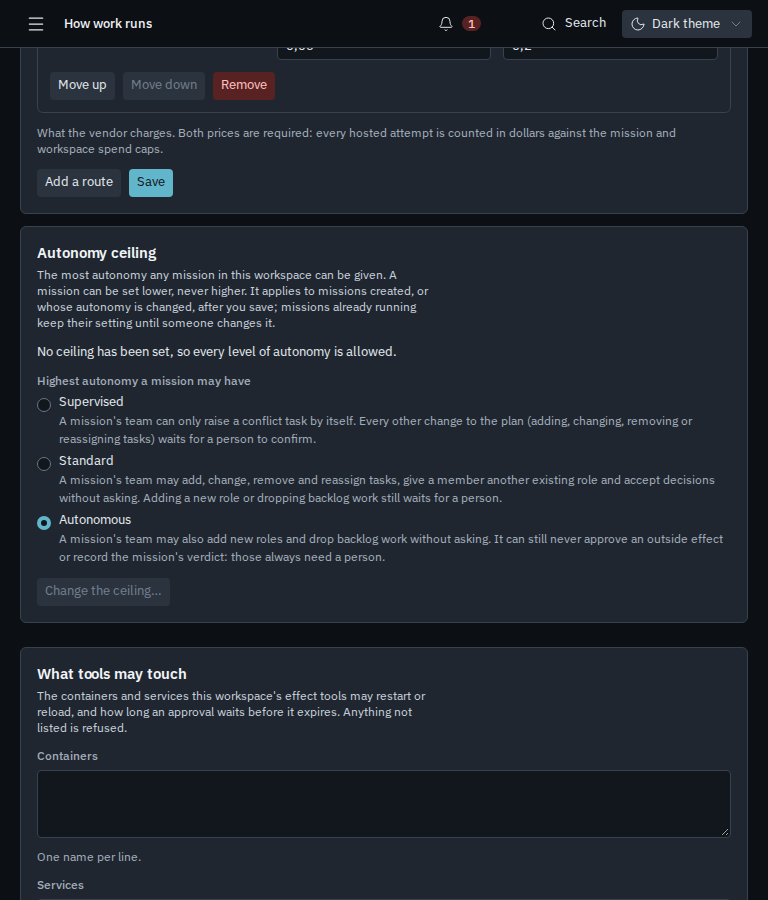 How work runs
1
Search
Dark theme
Move up
Move down
Remove
What the vendor charges. Both prices are required: every hosted attempt is counted in dollars against the mission and
workspace spend caps.
Add a route
Save
Autonomy ceiling
The most autonomy any mission in this workspace can be given. A
mission can be set lower, never higher. It applies to missions created, or
whose autonomy is changed, after you save; missions already running
keep their setting until someone changes it.
No ceiling has been set, so every level of autonomy is allowed.
Highest autonomy a mission may have
Supervised
A mission's team can only raise a conflict task by itself. Every other change to the plan (adding, changing, removing or
reassigning tasks) waits for a person to confirm.
Standard
A mission's team may add, change, remove and reassign tasks, give a member another existing role and accept decisions
without asking. Adding a new role or dropping backlog work still waits for a person.
Autonomous
A mission's team may also add new roles and drop backlog work without asking. It can still never approve an outside effect
or record the mission's verdict: those always need a person.
Change the ceiling...
What tools may touch
The containers and services this workspace's effect tools may restart or
reload, and how long an approval waits before it expires. Anything not
listed is refused.
Containers
One name per line.
Services